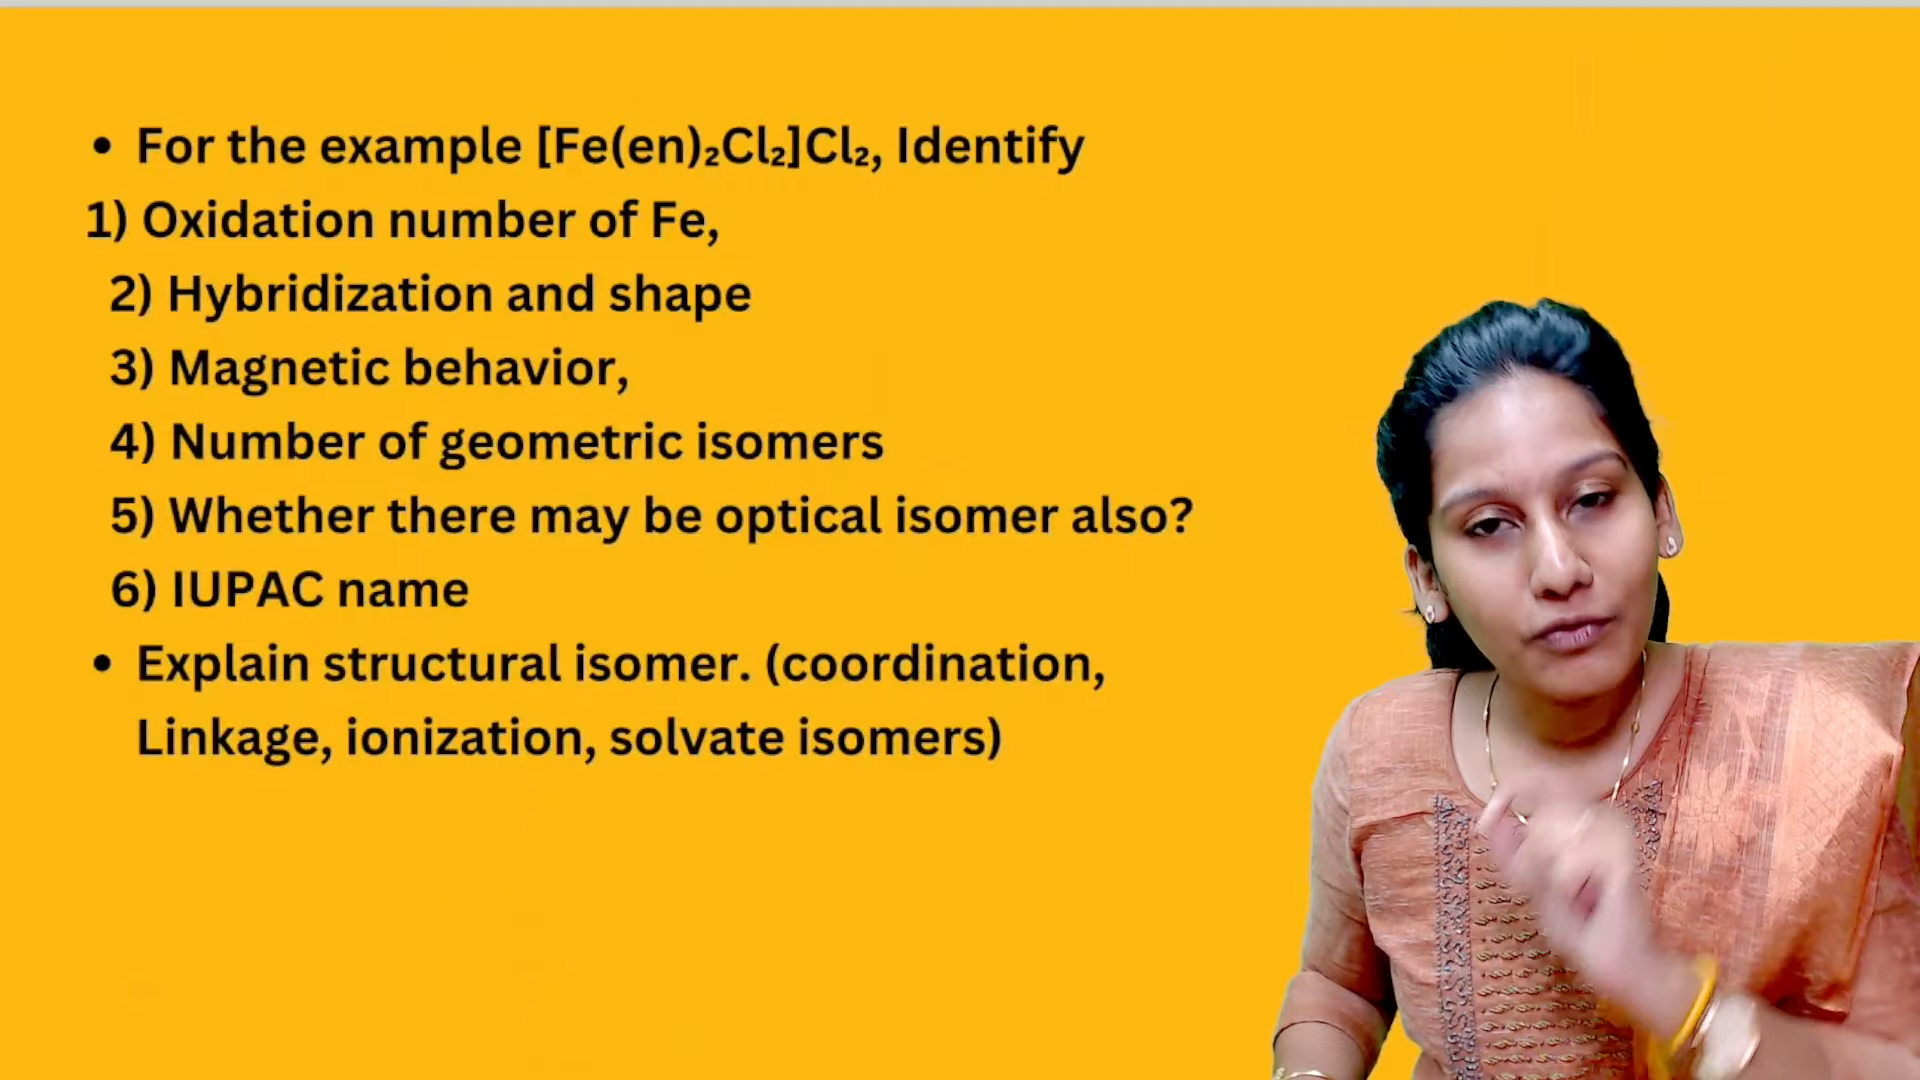 • For the example [Fe(en)₂Cl₂]Cl₂, Identify
1) Oxidation number of Fe,
2) Hybridization and shape
3) Magnetic behavior,
4) Number of geometric isomers
5) Whether there may be optical isomer also?
6) IUPAC name
• Explain structural isomer. (coordination,
Linkage, ionization, solvate isomers)